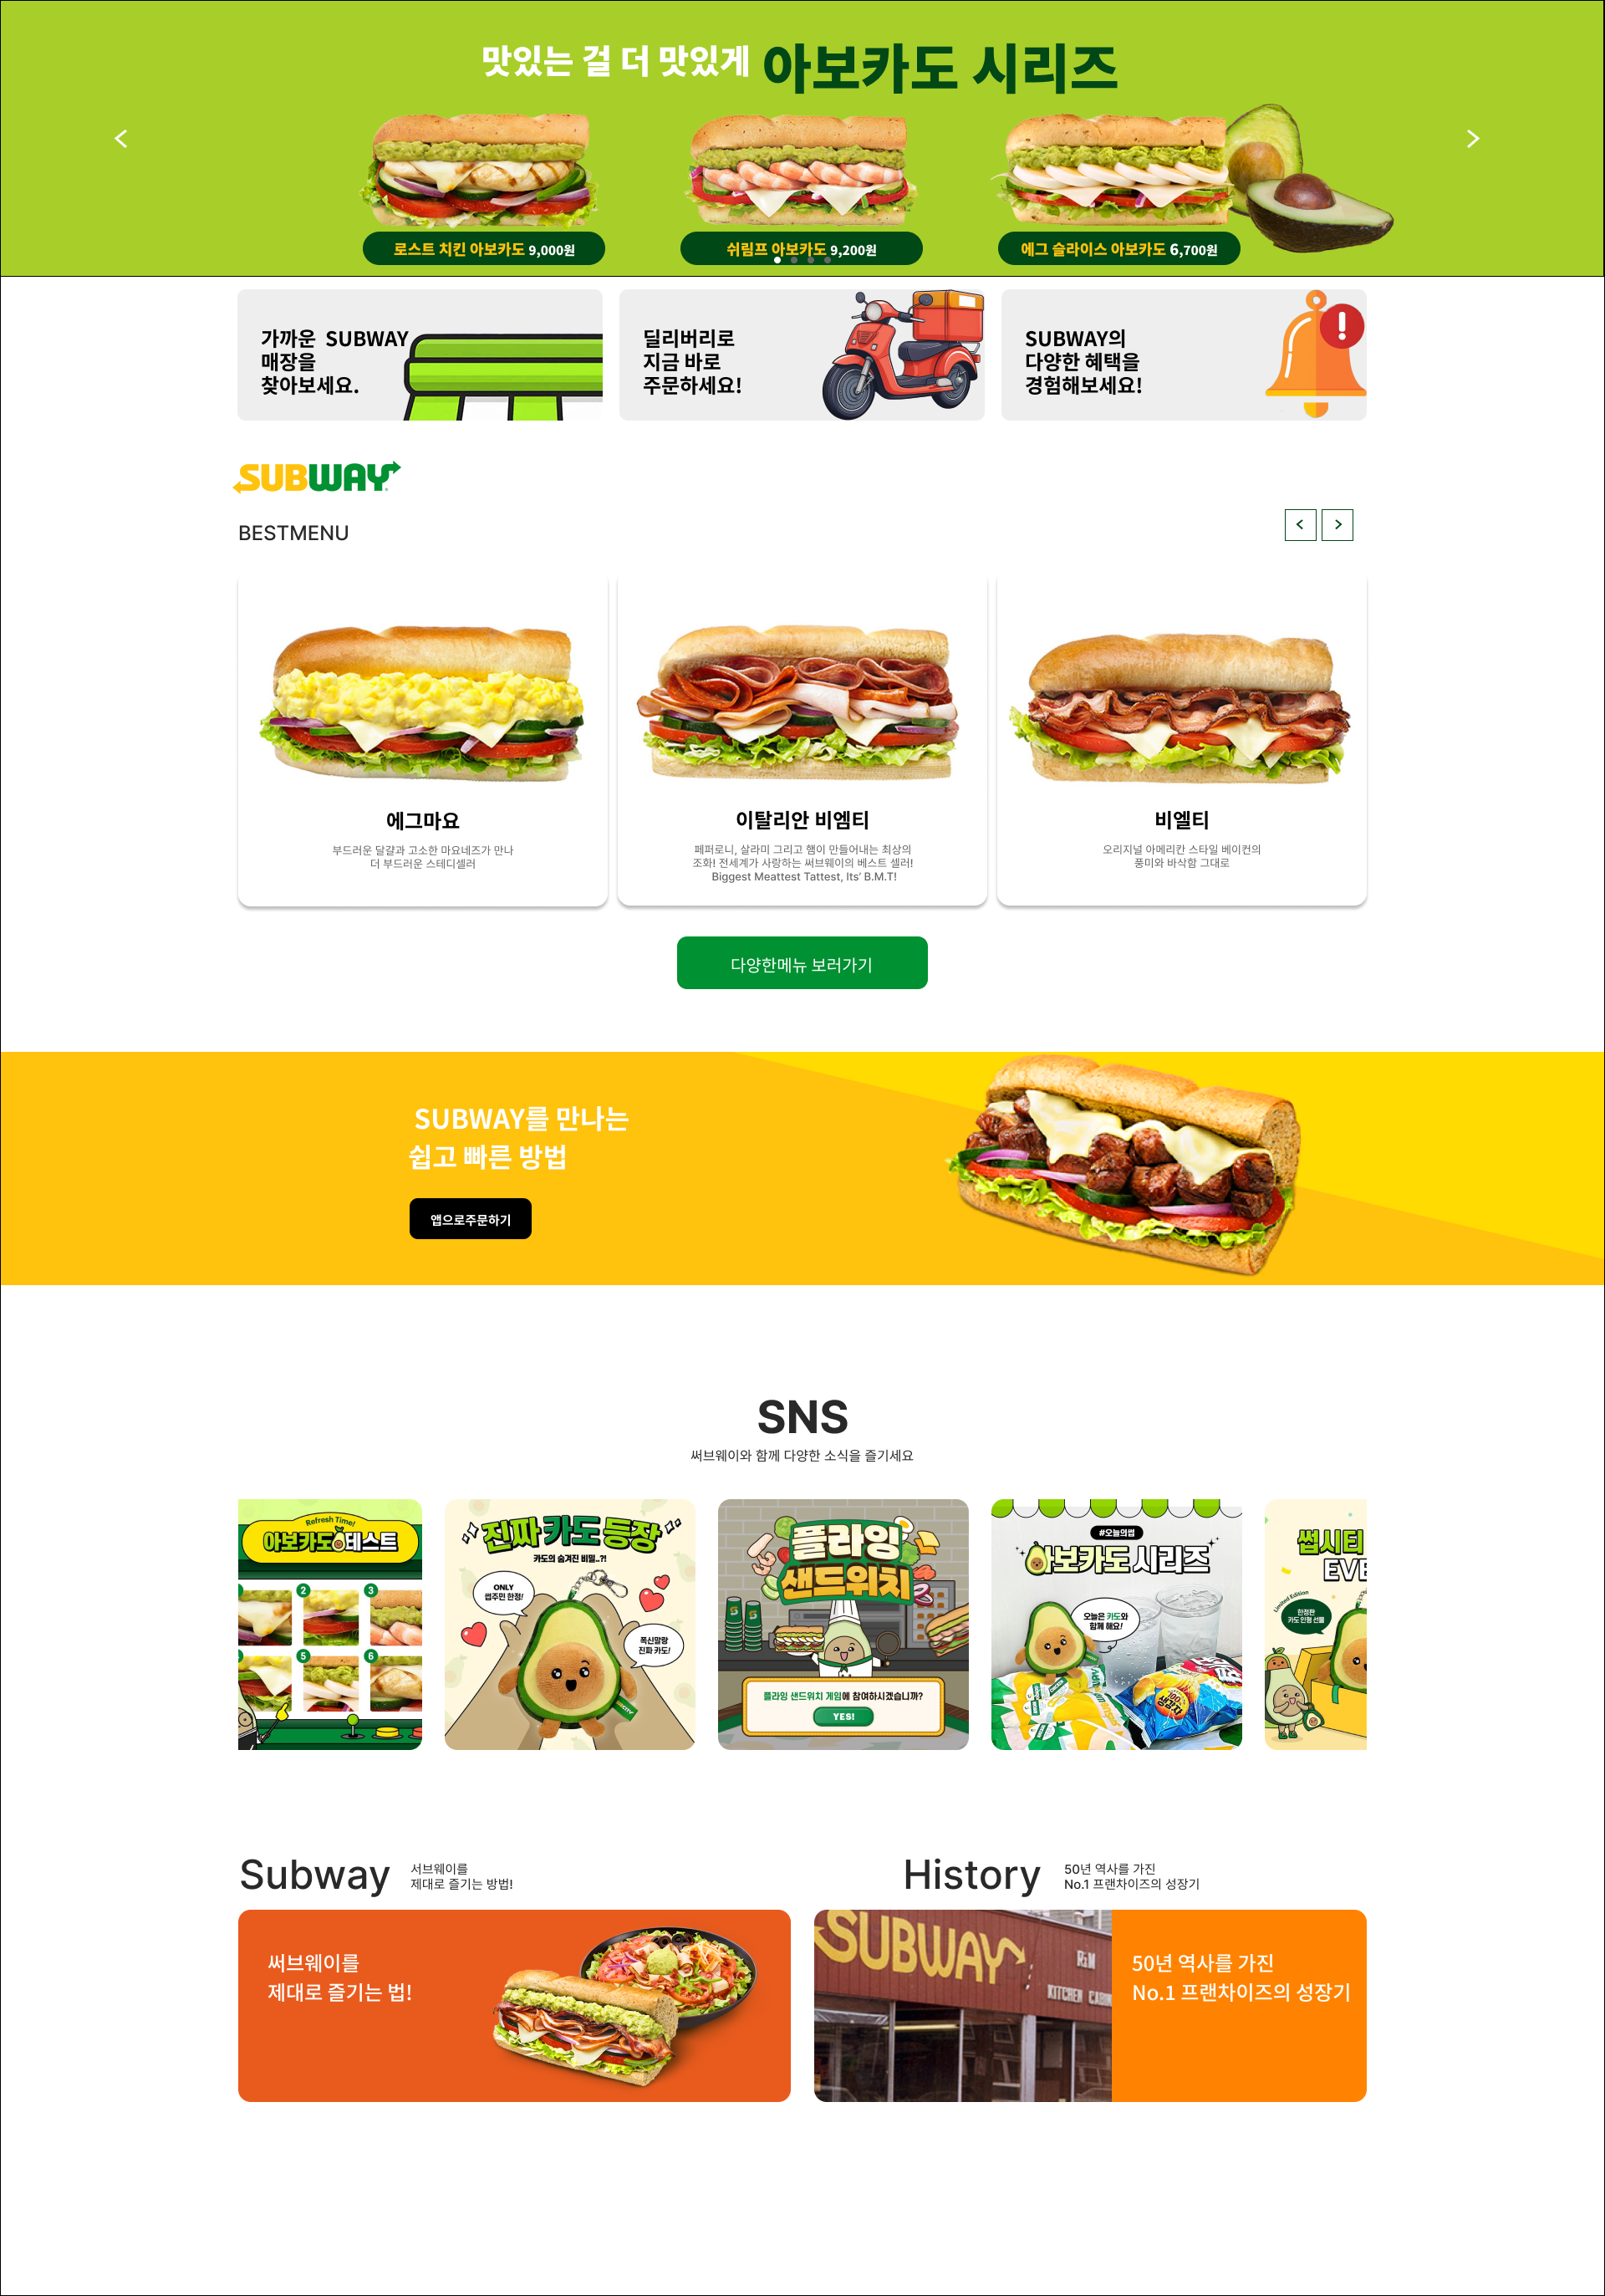 맛있는 걸 더 맛있게 아보카도 시리즈
로스트 치킨 아보카도 9,000원
쉬림프 아보카도 9,200원
에그 슬라이스 아보카도 6,700원
가까운 SUBWAY
매장을
찾아보세요.
딜리버리로
지금 바로
주문하세요!
SUBWAY의
다양한 혜택을
경험해보세요!
SUBWAY
BESTMENU
에그마요
부드러운 달걀과 고소한 마요네즈가 만나
더 부드러운 스테디셀러
이탈리안 비엠티
페퍼로니, 살라미 그리고 햄이 만들어내는 최상의
조화! 전세계가 사랑하는 써브웨이의 베스트 셀러!
Biggest Meattest Tattest, Its’ B.M.T!
비엘티
오리지널 아메리칸 스타일 베이컨의
풍미와 바삭함 그대로
다양한메뉴 보러가기
SUBWAY를 만나는
쉽고 빠른 방법
앱으로주문하기
SNS
써브웨이와 함께 다양한 소식을 즐기세요
Refresh Time!
아보카도 테스트
2
3
5
6
진짜 카도 등장
카도의 숨겨진 비밀..?!
ONLY
썹주민 한정!
폭신말랑
진짜 카도!
플라잉
샌드위치
플라잉 샌드위치 게임에 참여하시겠습니까?
YES!
#오늘의썹
아보카도 시리즈
오늘은 카도와
함께 해요!
100%
생감자
썹시티
EVE
Limited Edition
한정판
카도 인형 선물
Subway
서브웨이를
제대로 즐기는 방법!
History
50년 역사를 가진
No.1 프랜차이즈의 성장기
써브웨이를
제대로 즐기는 법!
SUBWAY
R&M
KITCHEN CABIN
50년 역사를 가진
No.1 프랜차이즈의 성장기